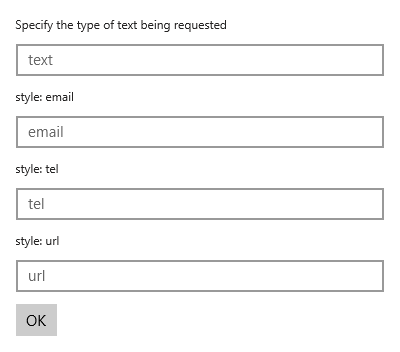 Specify the type of text being requested
text
style: email
email
style: tel
tel
style: url
url
OK